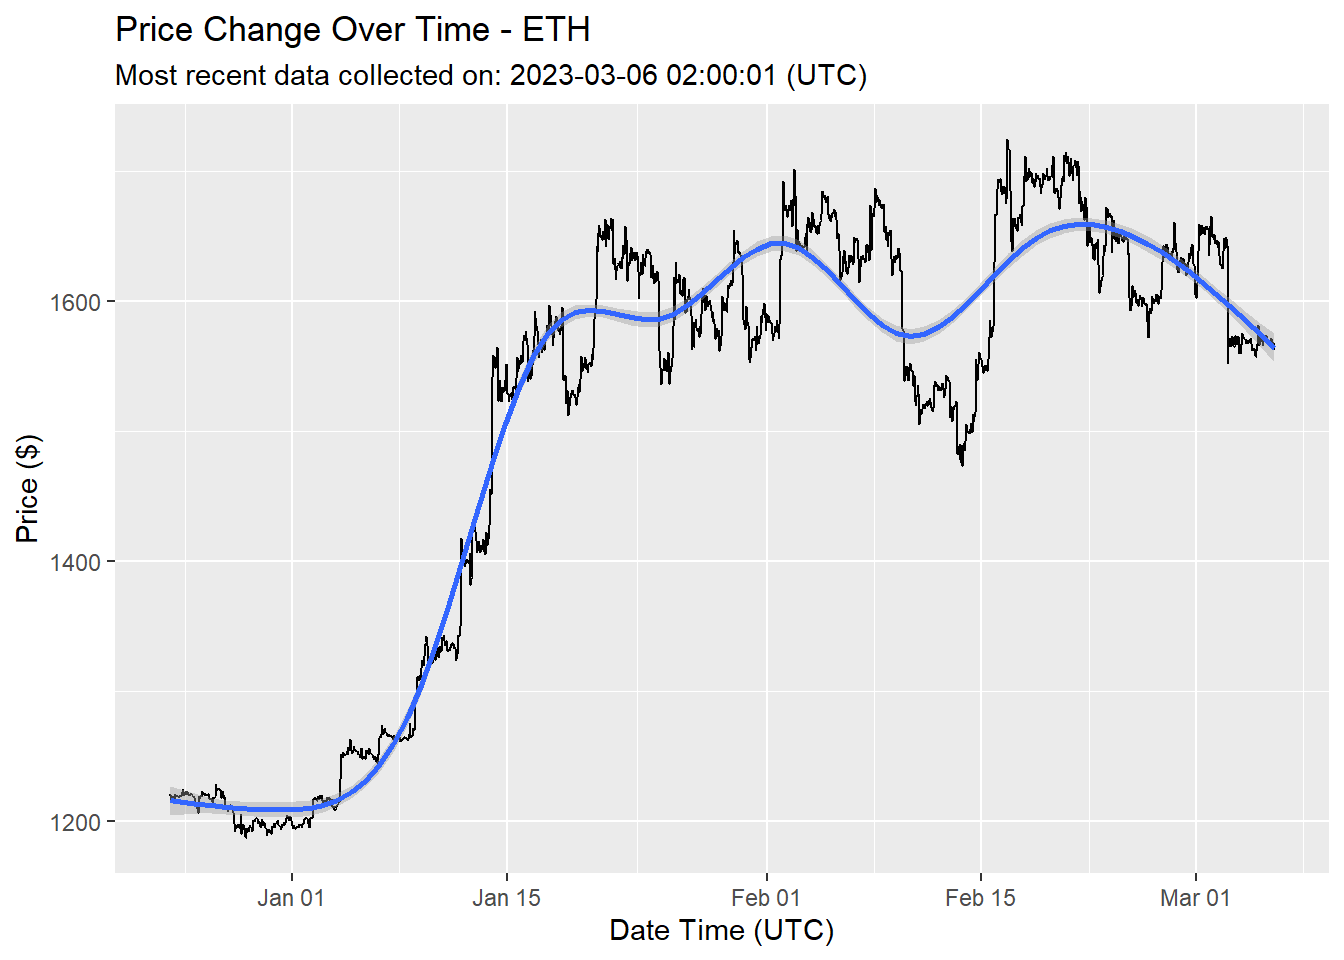 Price Change Over Time - ETH
Most recent data collected on: 2023-03-06 02:00:01 (UTC)
Price ($)
1600
1400
1200
Jan 01 Jan 15 Feb 01 Feb 15 Mar 01
Date Time (UTC)